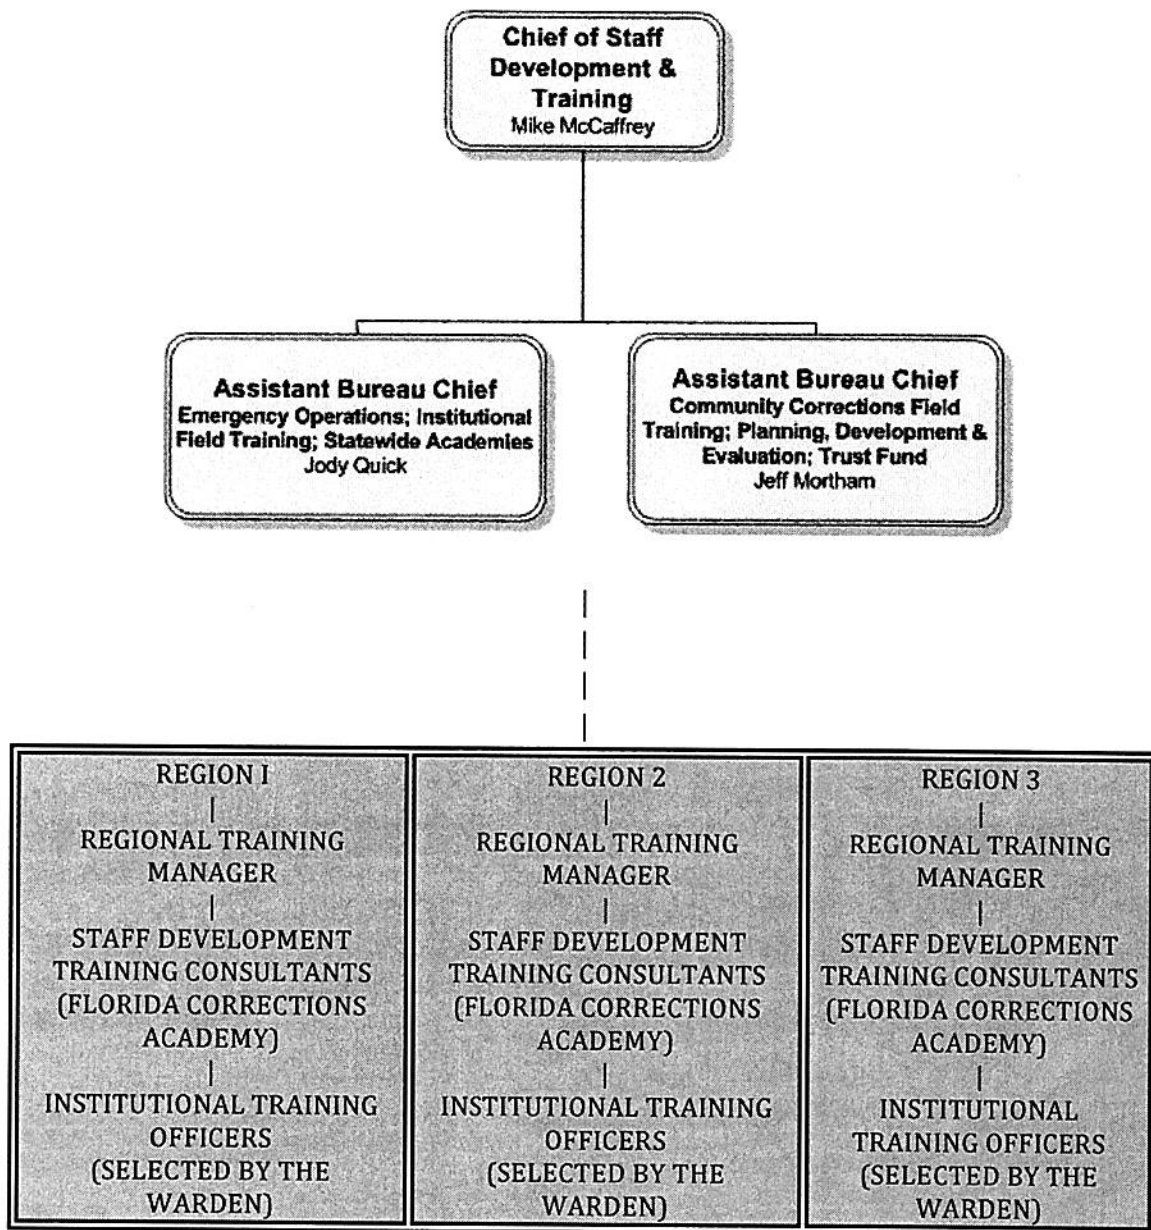 Chief of Staff
Development &
Training
Mike McCaffrey
Assistant Bureau Chief
Emergency Operations; Institutional
Field Training; Statewide Academies
Jody Quick
Assistant Bureau Chief
Community Corrections Field
Training; Planning, Development &
Evaluation; Trust Fund
Jeff Mortham
REGION I
REGIONAL TRAINING
MANAGER
STAFF DEVELOPMENT
TRAINING CONSULTANTS
(FLORIDA CORRECTIONS
ACADEMY)
INSTITUTIONAL TRAINING
OFFICERS
(SELECTED BY THE
WARDEN)
REGION 2
REGIONAL TRAINING
MANAGER
STAFF DEVELOPMENT
TRAINING CONSULTANTS
(FLORIDA CORRECTIONS
ACADEMY)
INSTITUTIONAL TRAINING
OFFICERS
(SELECTED BY THE
WARDEN)
REGION 3
REGIONAL TRAINING
MANAGER
STAFF DEVELOPMENT
TRAINING CONSULTANTS
(FLORIDA CORRECTIONS
ACADEMY)
INSTITUTIONAL
TRAINING OFFICERS
(SELECTED BY THE
WARDEN)